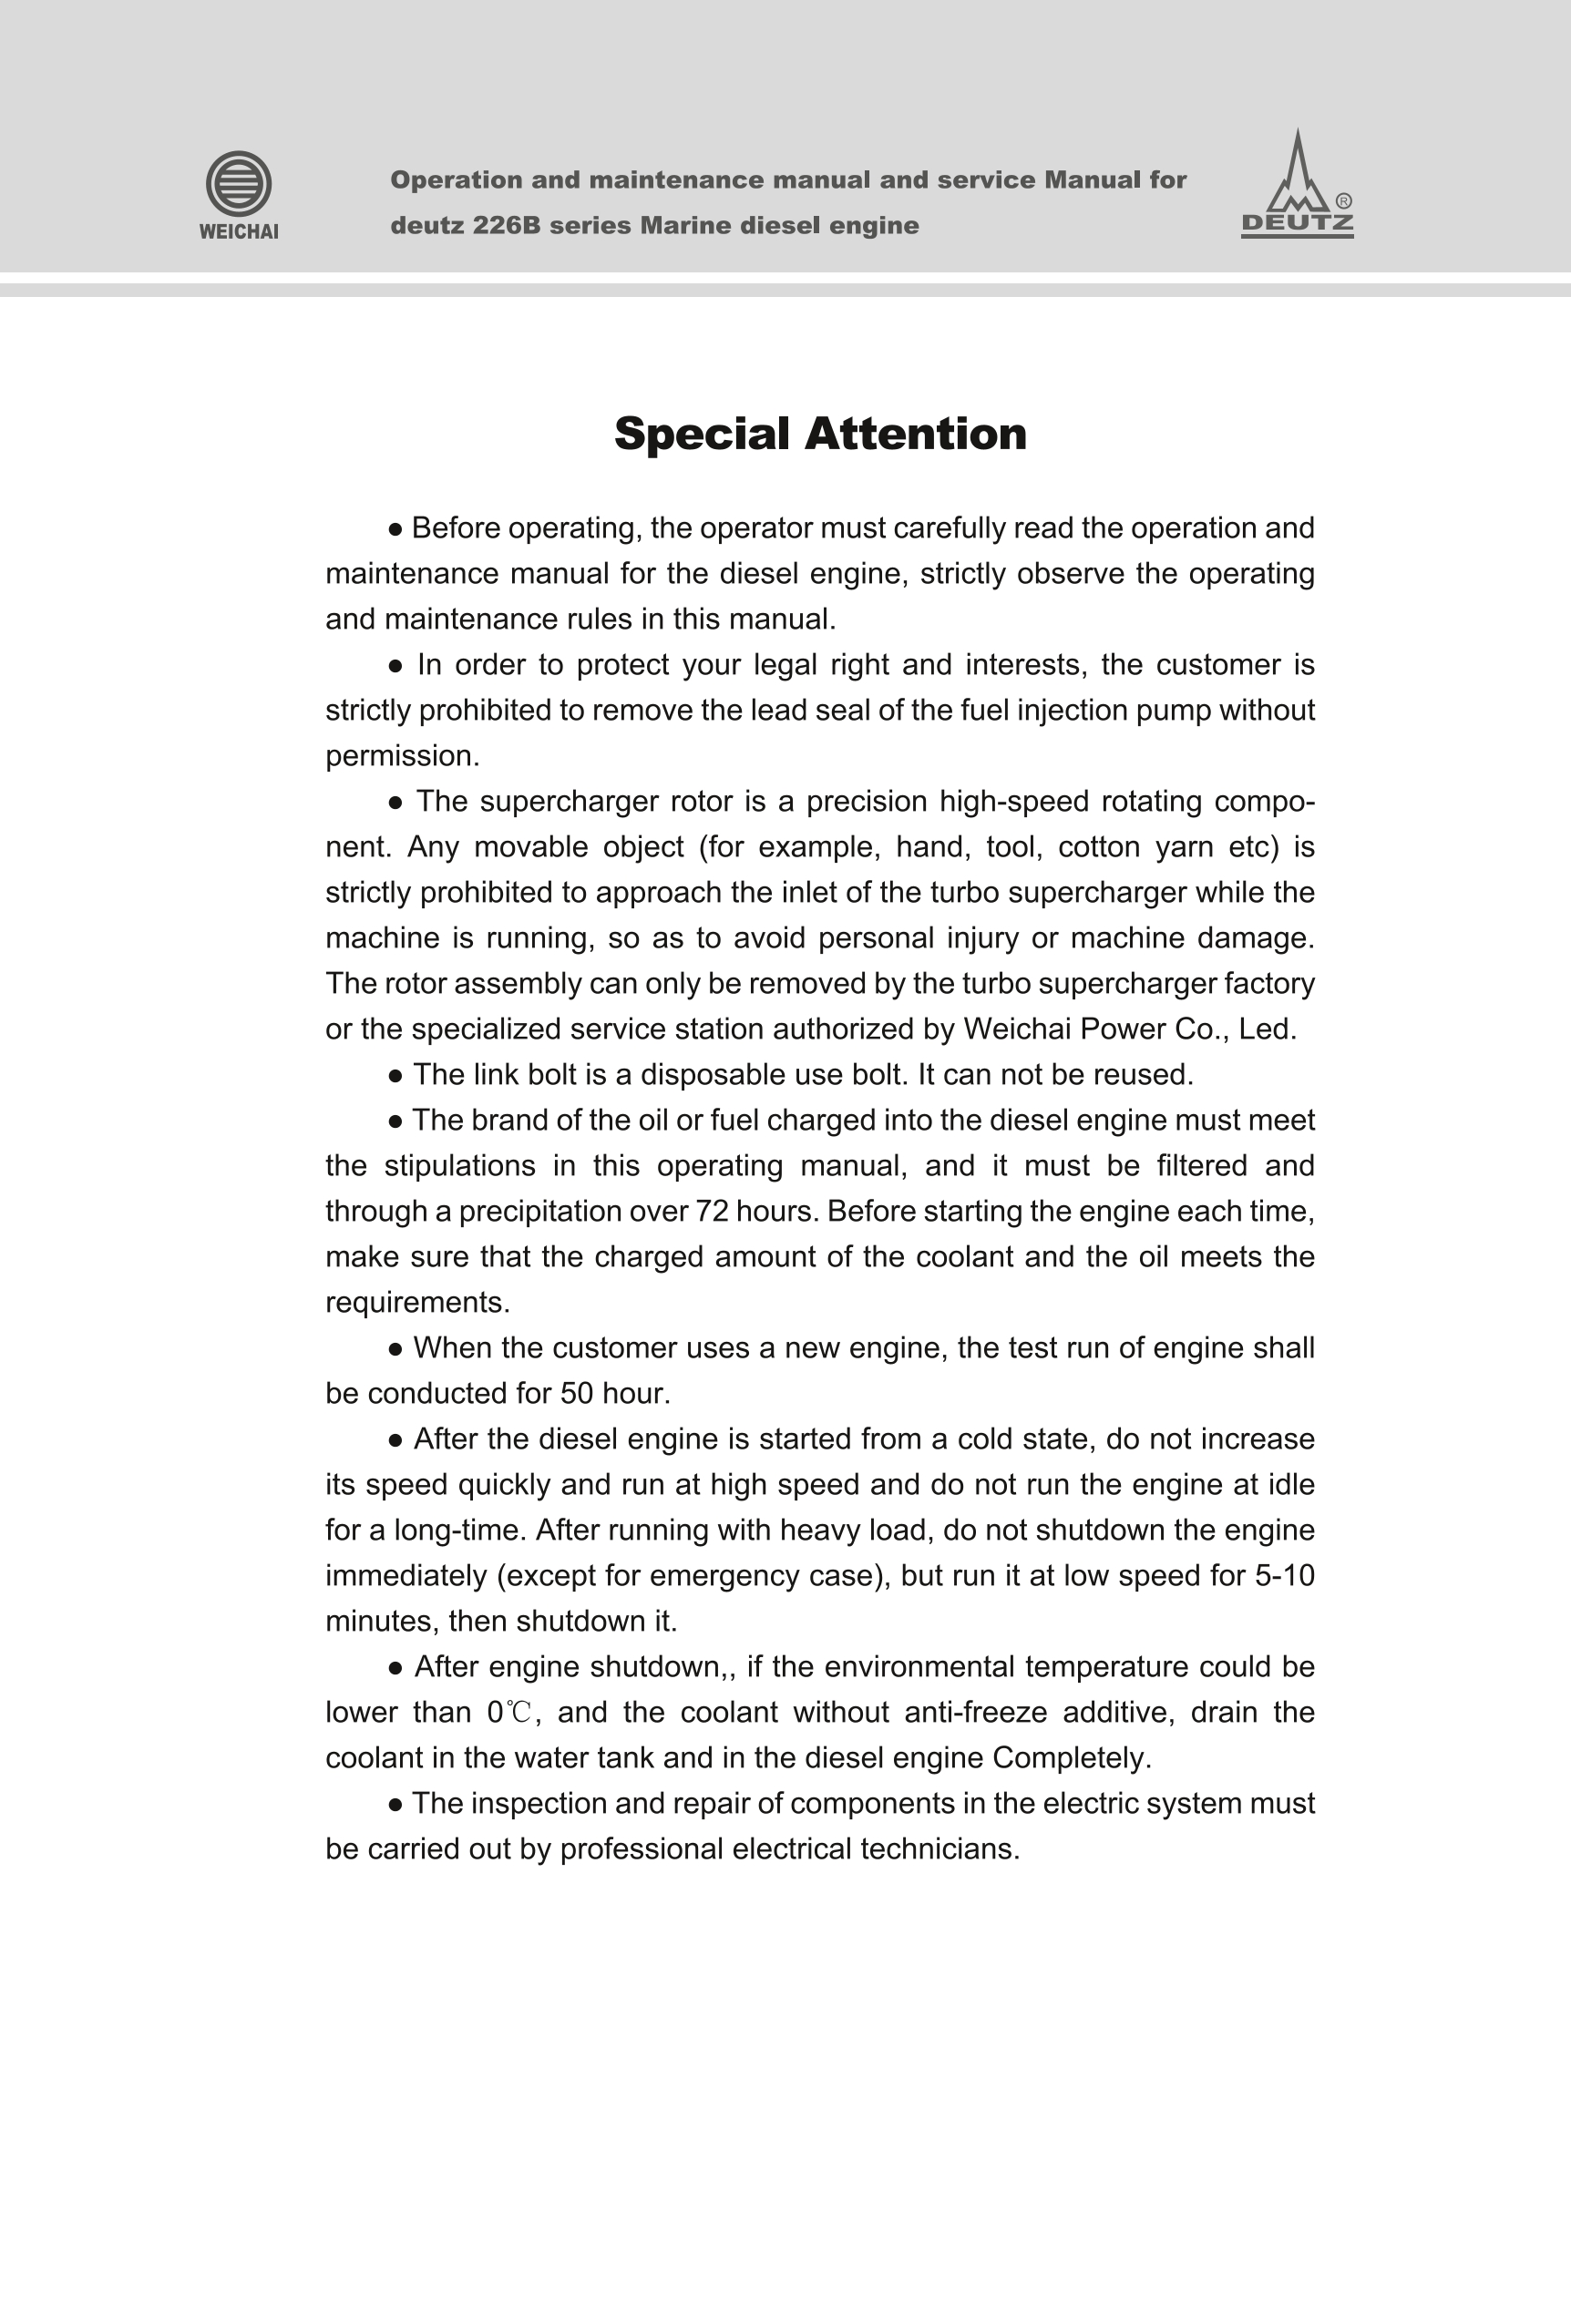 WEICHAI
Operation and maintenance manual and service Manual for
deutz 226B series Marine diesel engine
®
DEUTZ
Special Attention
● Before operating, the operator must carefully read the operation and
maintenance manual for the diesel engine, strictly observe the operating
and maintenance rules in this manual.
● In order to protect your legal right and interests, the customer is
strictly prohibited to remove the lead seal of the fuel injection pump without
permission.
● The supercharger rotor is a precision high-speed rotating compo-
nent. Any movable object (for example, hand, tool, cotton yarn etc) is
strictly prohibited to approach the inlet of the turbo supercharger while the
machine is running, so as to avoid personal injury or machine damage.
The rotor assembly can only be removed by the turbo supercharger factory
or the specialized service station authorized by Weichai Power Co., Led.
● The link bolt is a disposable use bolt. It can not be reused.
● The brand of the oil or fuel charged into the diesel engine must meet
the stipulations in this operating manual, and it must be filtered and
through a precipitation over 72 hours. Before starting the engine each time,
make sure that the charged amount of the coolant and the oil meets the
requirements.
● When the customer uses a new engine, the test run of engine shall
be conducted for 50 hour.
● After the diesel engine is started from a cold state, do not increase
its speed quickly and run at high speed and do not run the engine at idle
for a long-time. After running with heavy load, do not shutdown the engine
immediately (except for emergency case), but run it at low speed for 5-10
minutes, then shutdown it.
● After engine shutdown,, if the environmental temperature could be
lower than 0℃, and the coolant without anti-freeze additive, drain the
coolant in the water tank and in the diesel engine Completely.
● The inspection and repair of components in the electric system must
be carried out by professional electrical technicians.